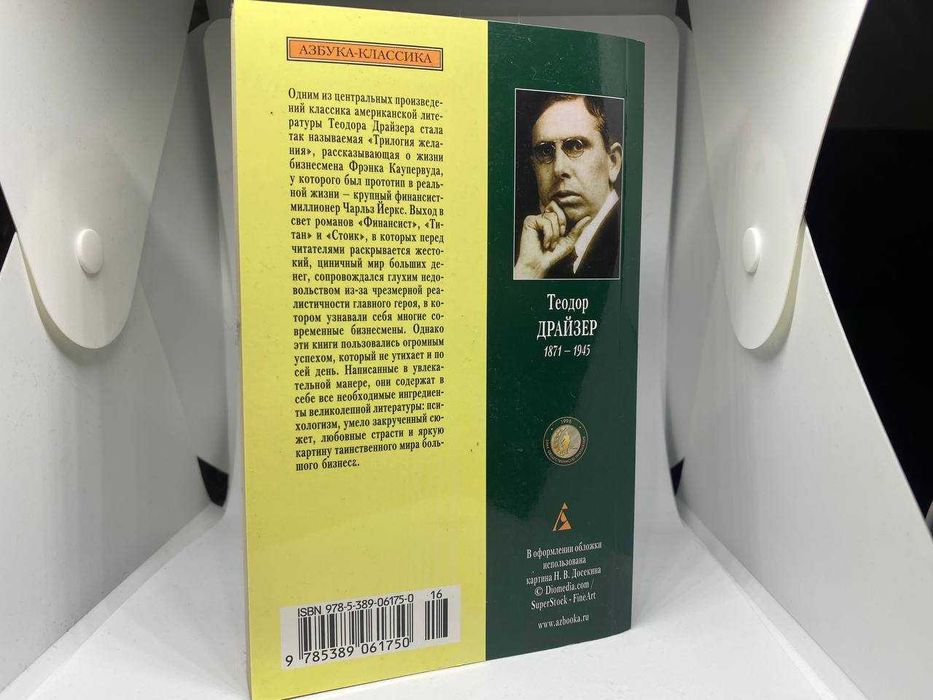 АЗБУКА-КЛАССИКА
Одним из центральных произведе-
ний классика американской лите-
ратуры Теодора Драйзера стала
так называемая «Трилогия жела-
ния», рассказывающая о жизни
бизнесмена Фрэнка Каупервуда,
у которого был прототип в реаль-
ной жизни – крупный финансист-
миллионер Чарльз Йеркс. Выход в
свет романов «Финансист», «Ти-
тан» и «Стоик», в которых перед
читателями раскрывается жесто-
кий, циничный мир больших де-
нег, сопровождался глухим недо-
вольством из-за чрезмерной реа-
листичности главного героя, в ко-
тором узнавали себя многие со-
временные бизнесмены. Однако
эти книги пользовались огромным
успехом, который не утихает и по
сей день. Написанные в увлека-
тельной манере, они содержат в
себе все необходимые ингредиен-
ты великолепной литературы: пси-
хологизм, умело закрученный сю-
жет, любовные страсти и яркую
картину таинственного мира боль-
шого бизнеса.
ISBN 978-5-389-06175-0
16
9 785389 061750
Теодор
ДРАЙЗЕР
1871 – 1945
1995
В оформлении обложки
использована
картина Н. В. Досекина
© Diomedia.com /
SuperStock - FineArt
www.azbooka.ru